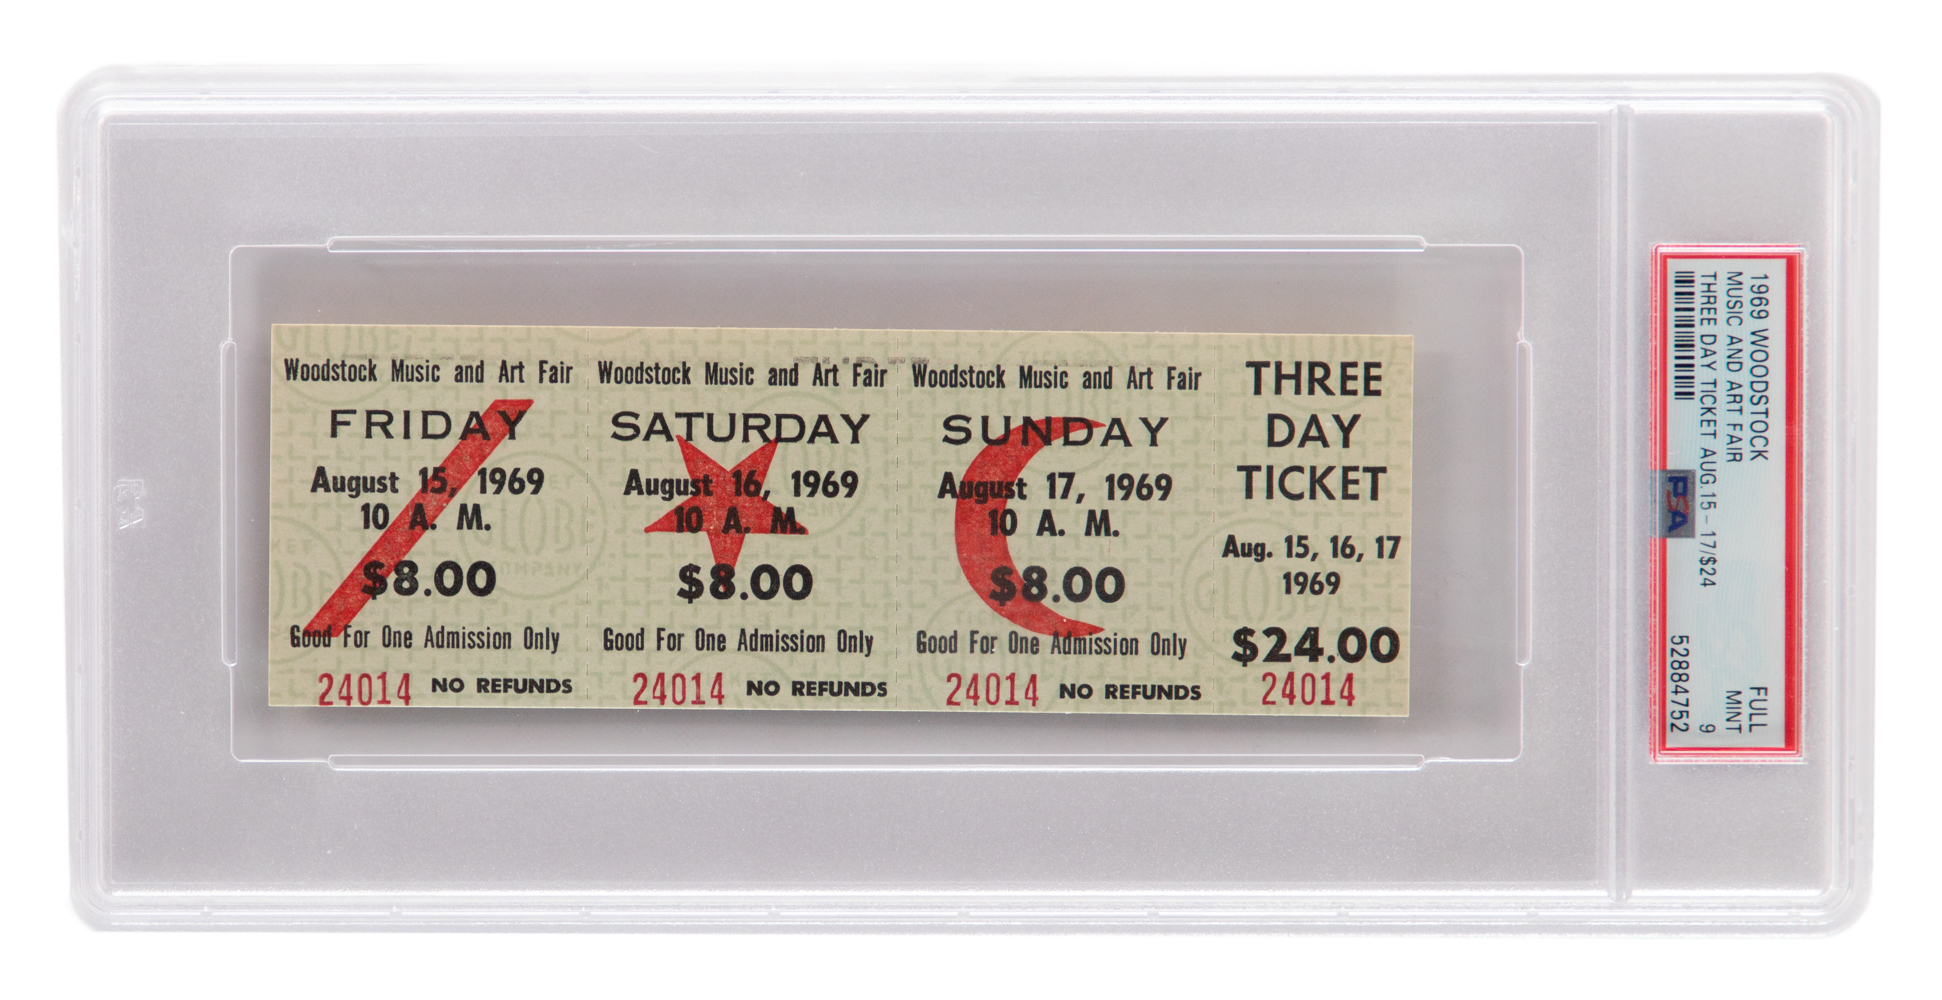 Woodstock Music and Art Fair
FRIDAY
August 15, 1969
10 A. M.
$8.00
Good For One Admission Only
24014 NO REFUNDS
Woodstock Music and Art Fair
SATURDAY
August 16, 1969
10 A. M.
$8.00
Good For One Admission Only
24014 NO REFUNDS
Woodstock Music and Art Fair
SUNDAY
August 17, 1969
10 A. M.
$8.00
Good For One Admission Only
24014 NO REFUNDS
THREE
DAY
TICKET
Aug. 15, 16, 17
1969
$24.00
24014
1969 WOODSTOCK FULL
MUSIC AND ART FAIR MINT
THREE DAY TICKET AUG.15 - 17/$24 9
52884752
PSA
GLOBE
GLOBE
COMPANY
GLOBE